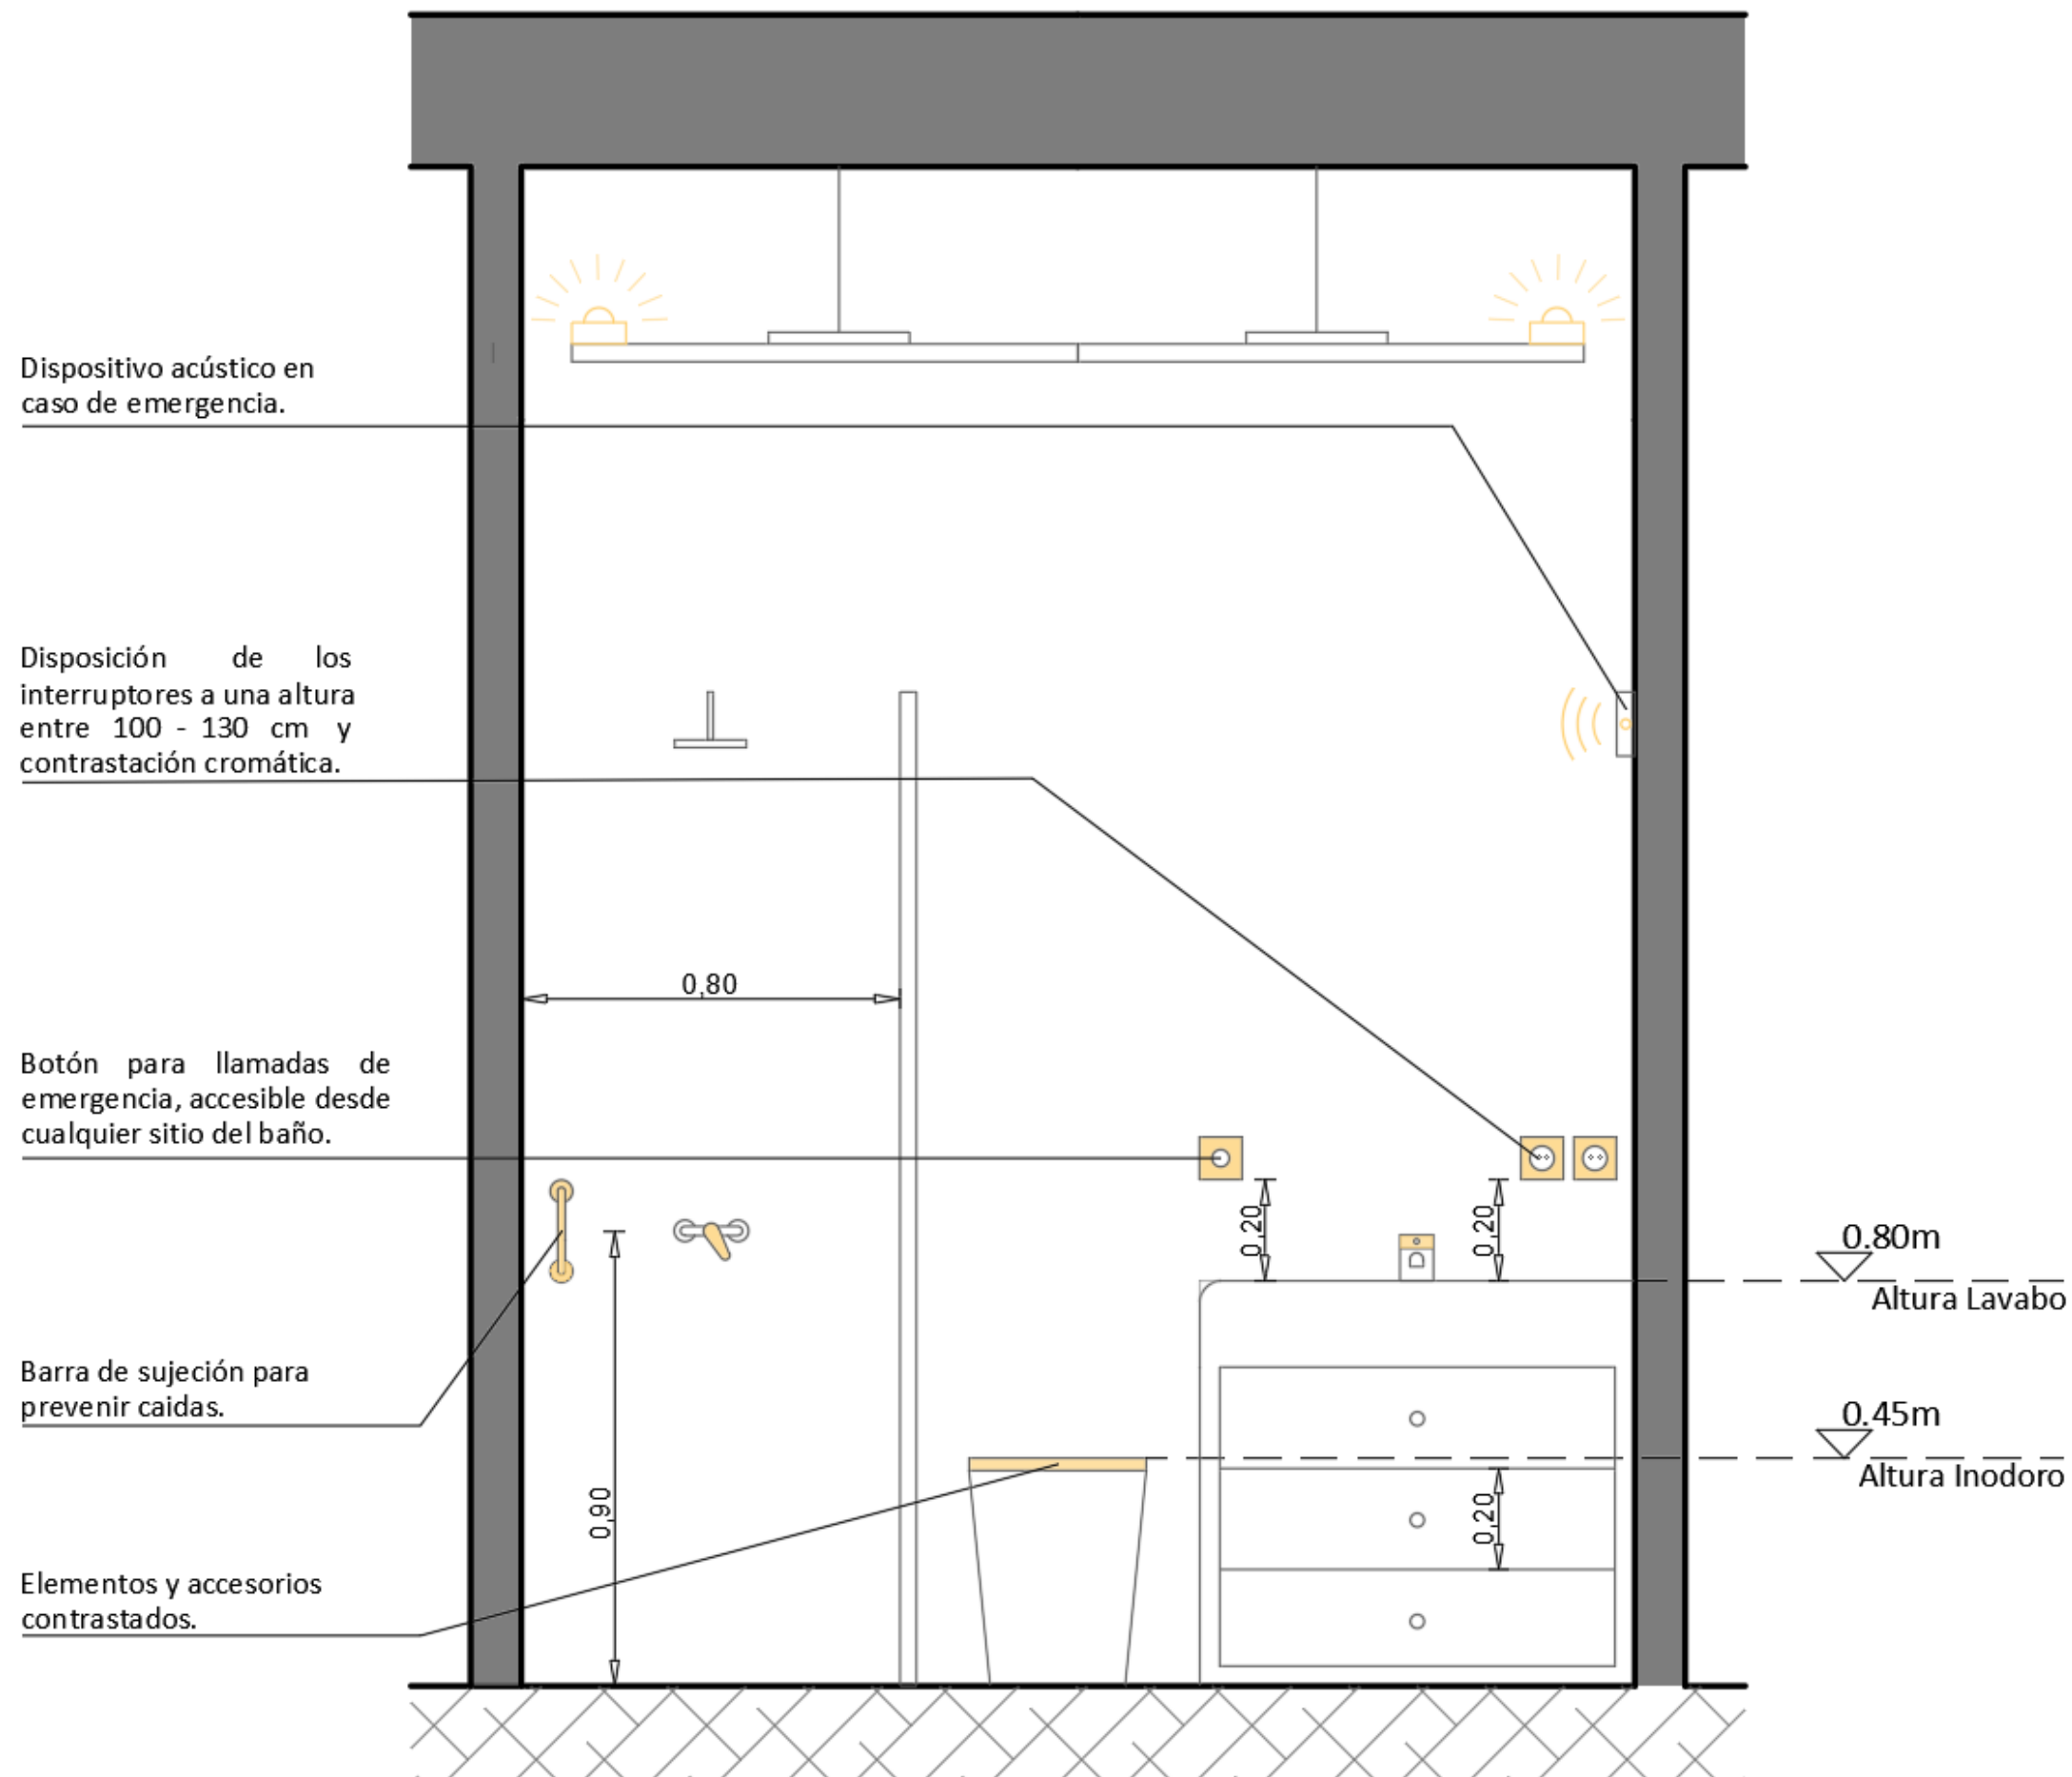 Dispositivo acústico en
caso de emergencia.
Disposición de los
interruptores a una altura
entre 100 - 130 cm y
contrastación cromática.
0,80
Botón para llamadas de
emergencia, accesible desde
cualquier sitio del baño.
0,20
0,20
0.80m
Altura Lavabo
Barra de sujeción para
prevenir caidas.
0.45m
Altura Inodoro
0,90
0,20
Elementos y accesorios
contrastados.